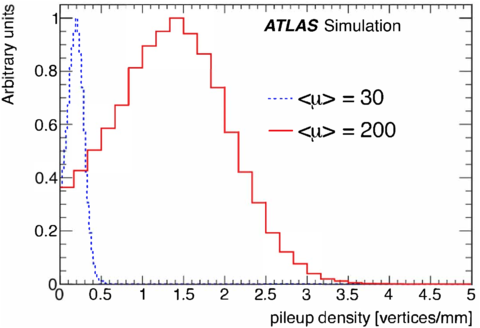 Arbitrary units
ATLAS Simulation
<μ> = 30
<μ> = 200
1
0.8
0.6
0.4
0.2
0
0 0.5 1 1.5 2 2.5 3 3.5 4 4.5 5
pileup density [vertices/mm]